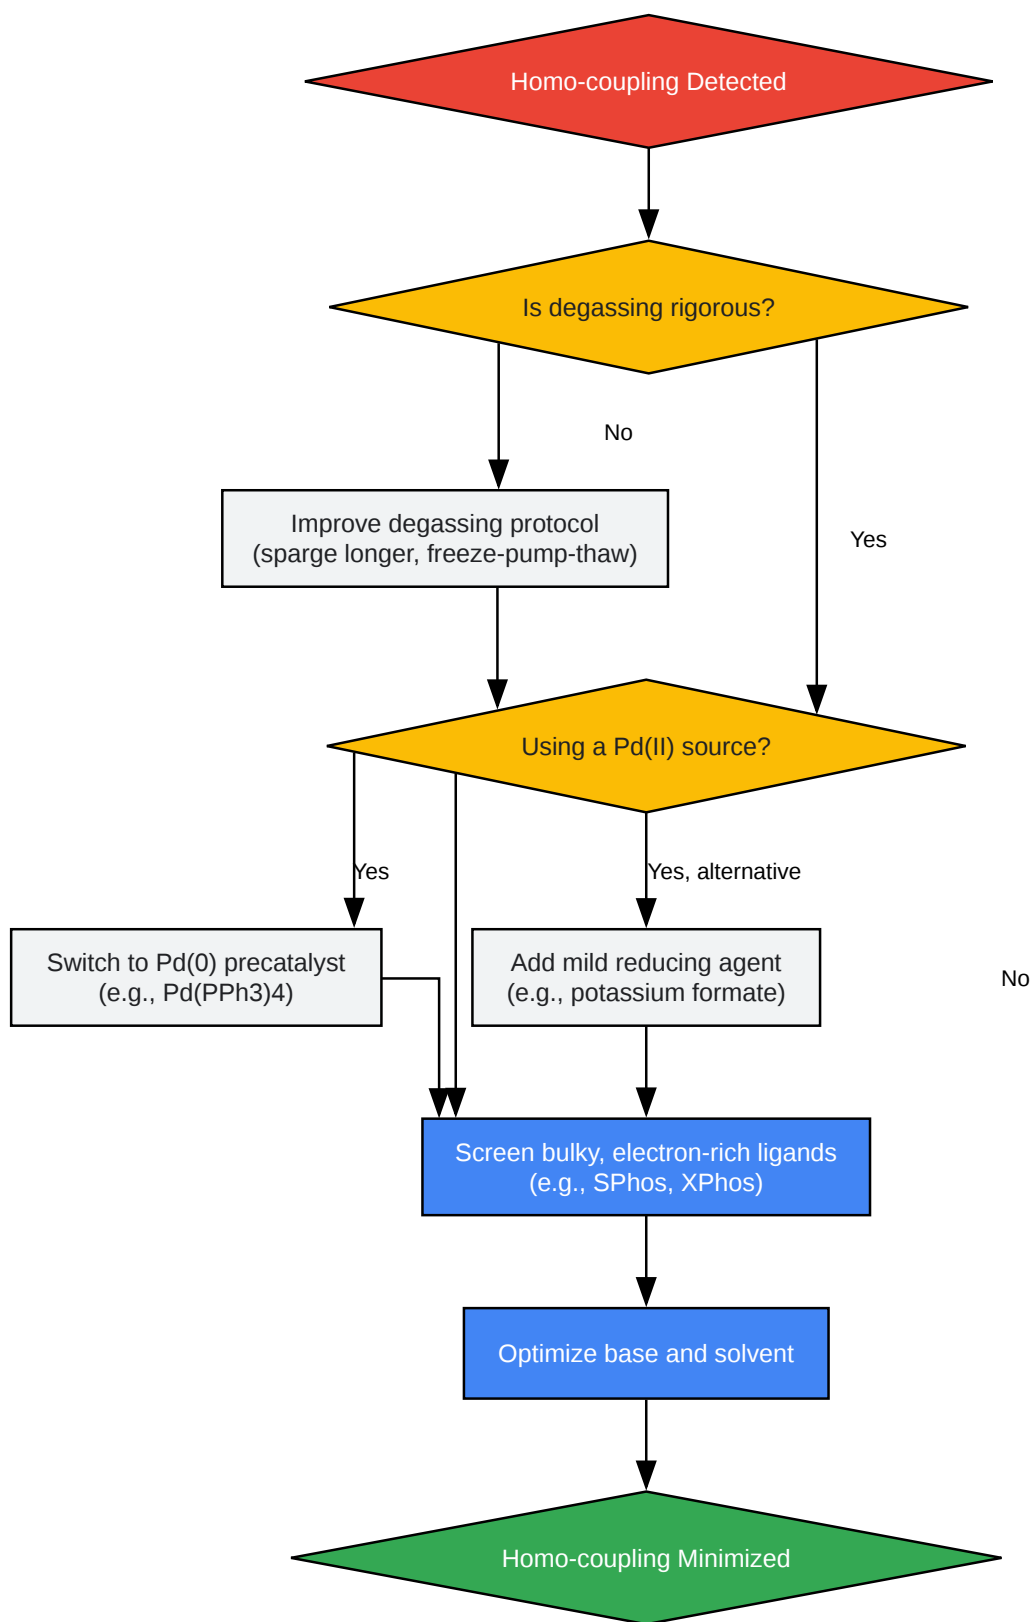 Homo-coupling Detected
Is degassing rigorous?
No
Improve degassing protocol
(sparge longer, freeze-pump-thaw)
Yes
Using a Pd(II) source?
Yes
Yes, alternative
Switch to Pd(0) precatalyst
(e.g., Pd(PPh3)4)
Add mild reducing agent
(e.g., potassium formate)
No
Screen bulky, electron-rich ligands
(e.g., SPhos, XPhos)
Optimize base and solvent
Homo-coupling Minimized